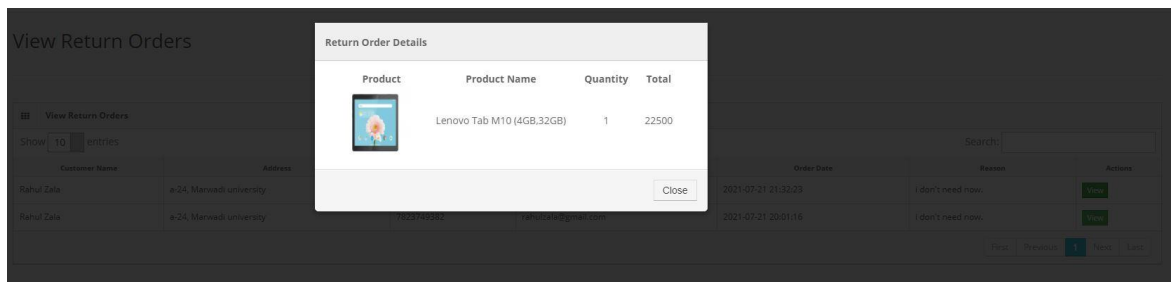 View Return Orders
Return Order Details
Product Product Name Quantity Total
Lenovo Tab M10 (4GB,32GB) 1 22500
Close
View Return Orders
Show 10 entries Search:
Customer Name Address Order Date Reason Actions
Rahul Zala a-24, Marwadi university 2021-07-21 21:32:23 i don't need now. View
Rahul Zala a-24, Marwadi university 7823749382 rahulzala@gmail.com 2021-07-21 20:01:16 i don't need now. View
First Previous 1 Next Last